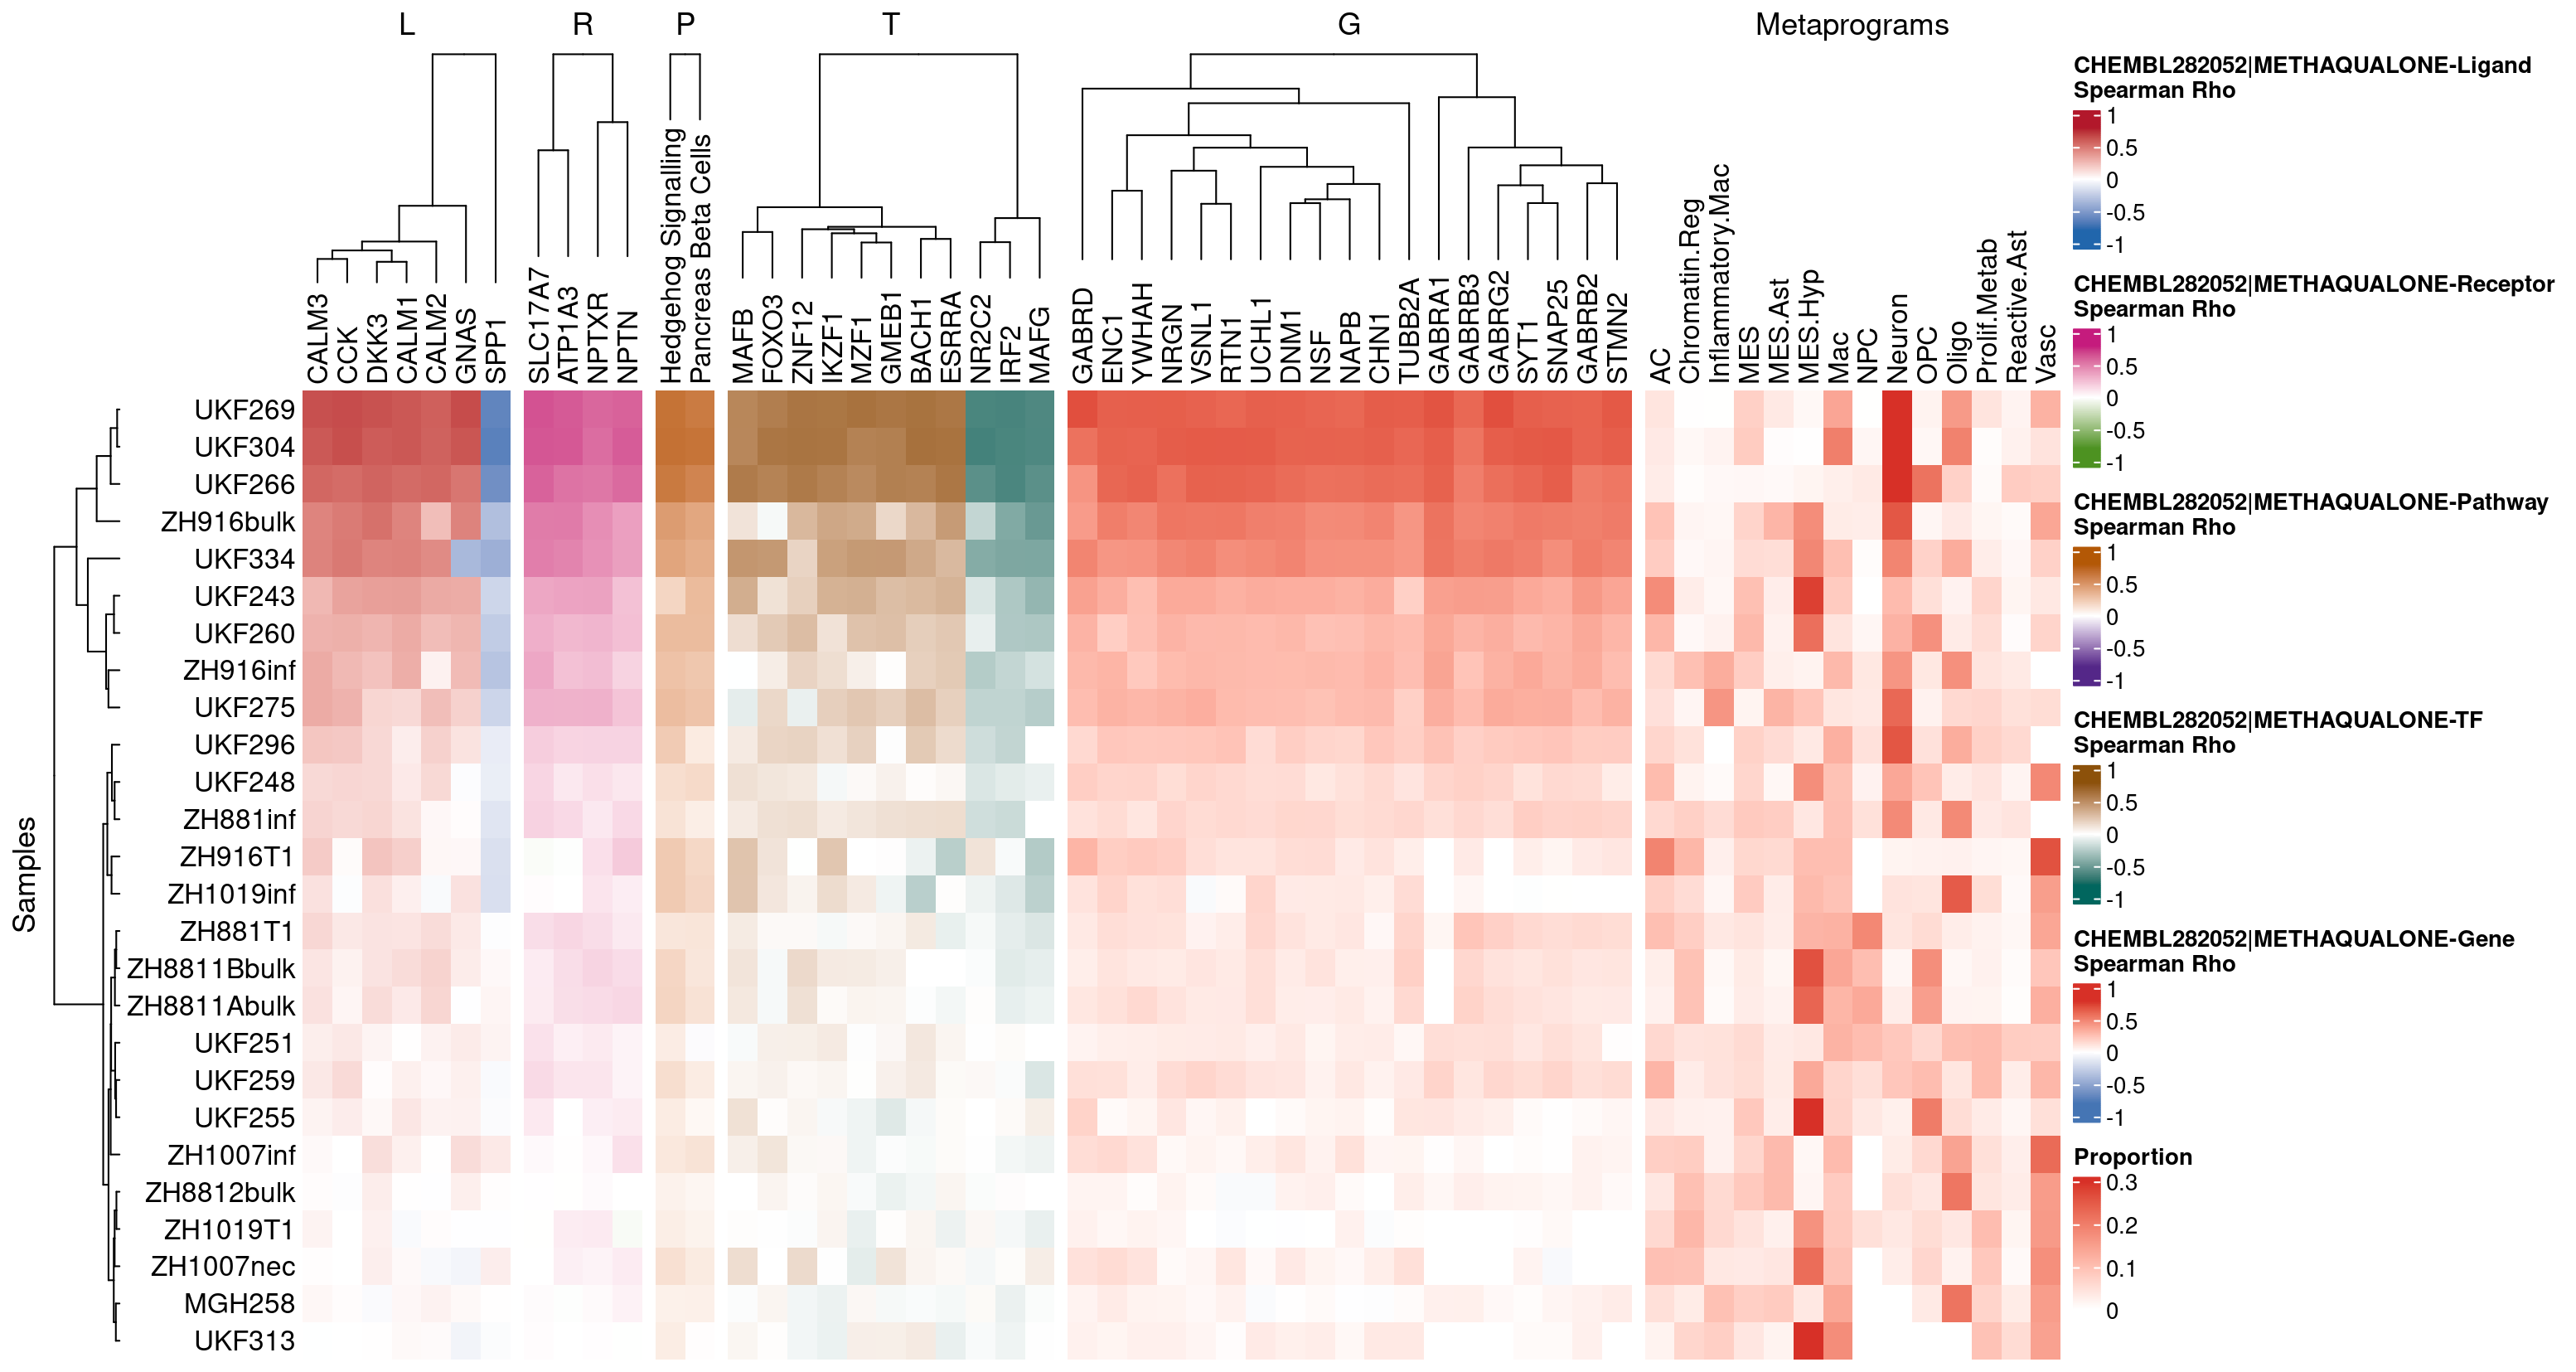 L R P T G Metaprograms
CHEMBL282052|METHAQUALONE-Ligand
Spearman Rho
1
0.5
0
-0.5
-1
CHEMBL282052|METHAQUALONE-Receptor
Spearman Rho
1
0.5
0
-0.5
-1
CHEMBL282052|METHAQUALONE-Pathway
Spearman Rho
1
0.5
0
-0.5
-1
CHEMBL282052|METHAQUALONE-TF
Spearman Rho
1
0.5
0
-0.5
-1
CHEMBL282052|METHAQUALONE-Gene
Spearman Rho
1
0.5
0
-0.5
-1
Proportion
0.3
0.2
0.1
0
CALM3
CCK
DKK3
CALM1
CALM2
GNAS
SPP1
SLC17A7
ATP1A3
NPTXR
NPTN
Hedgehog Signalling
Pancreas Beta Cells
MAFB
FOXO3
ZNF12
IKZF1
MZF1
GMEB1
BACH1
ESRRA
NR2C2
IRF2
MAFG
GABRD
ENC1
YWHAH
NRGN
VSNL1
RTN1
UCHL1
DNM1
NSF
NAPB
CHN1
TUBB2A
GABRA1
GABRB3
GABRG2
SYT1
SNAP25
GABRB2
STMN2
AC
Chromatin.Reg
Inflammatory.Mac
MES
MES.Ast
MES.Hyp
Mac
NPC
Neuron
OPC
Oligo
Prolif.Metab
Reactive.Ast
Vasc
Samples
UKF269
UKF304
UKF266
ZH916bulk
UKF334
UKF243
UKF260
ZH916inf
UKF275
UKF296
UKF248
ZH881inf
ZH916T1
ZH1019inf
ZH881T1
ZH8811Bbulk
ZH8811Abulk
UKF251
UKF259
UKF255
ZH1007inf
ZH8812bulk
ZH1019T1
ZH1007nec
MGH258
UKF313